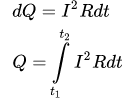 dQ = I²Rdt
Q = ∫_{t₁}^{t₂} I²Rdt